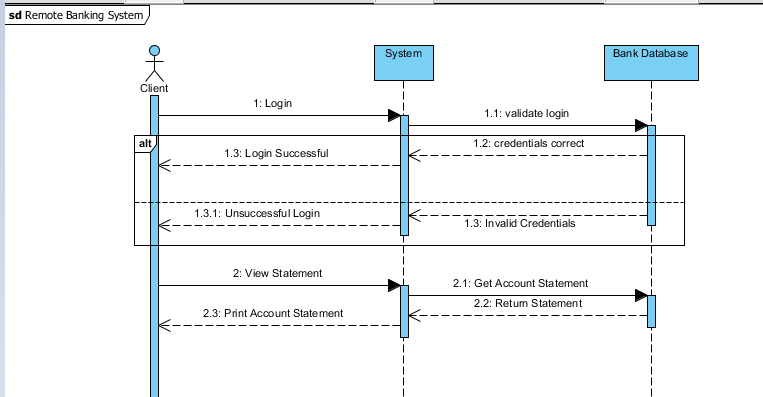 sd Remote Banking System
System
Bank Database
Client
1: Login
1.1: validate login
alt
1.2: credentials correct
1.3: Login Successful
1.3.1: Unsuccessful Login
1.3: Invalid Credentials
2: View Statement
2.1: Get Account Statement
2.2: Return Statement
2.3: Print Account Statement